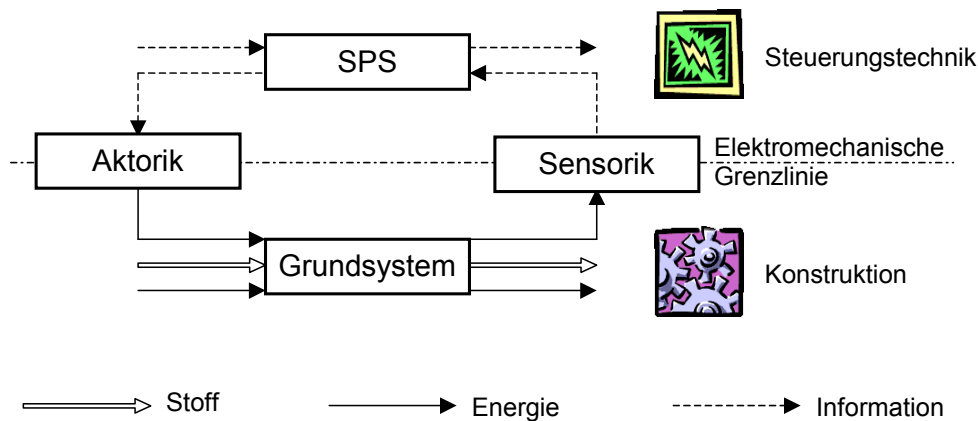 SPS
Steuerungstechnik
Aktorik
Sensorik
Elektromechanische
Grenzlinie
Grundsystem
Konstruktion
Stoff
Energie
Information